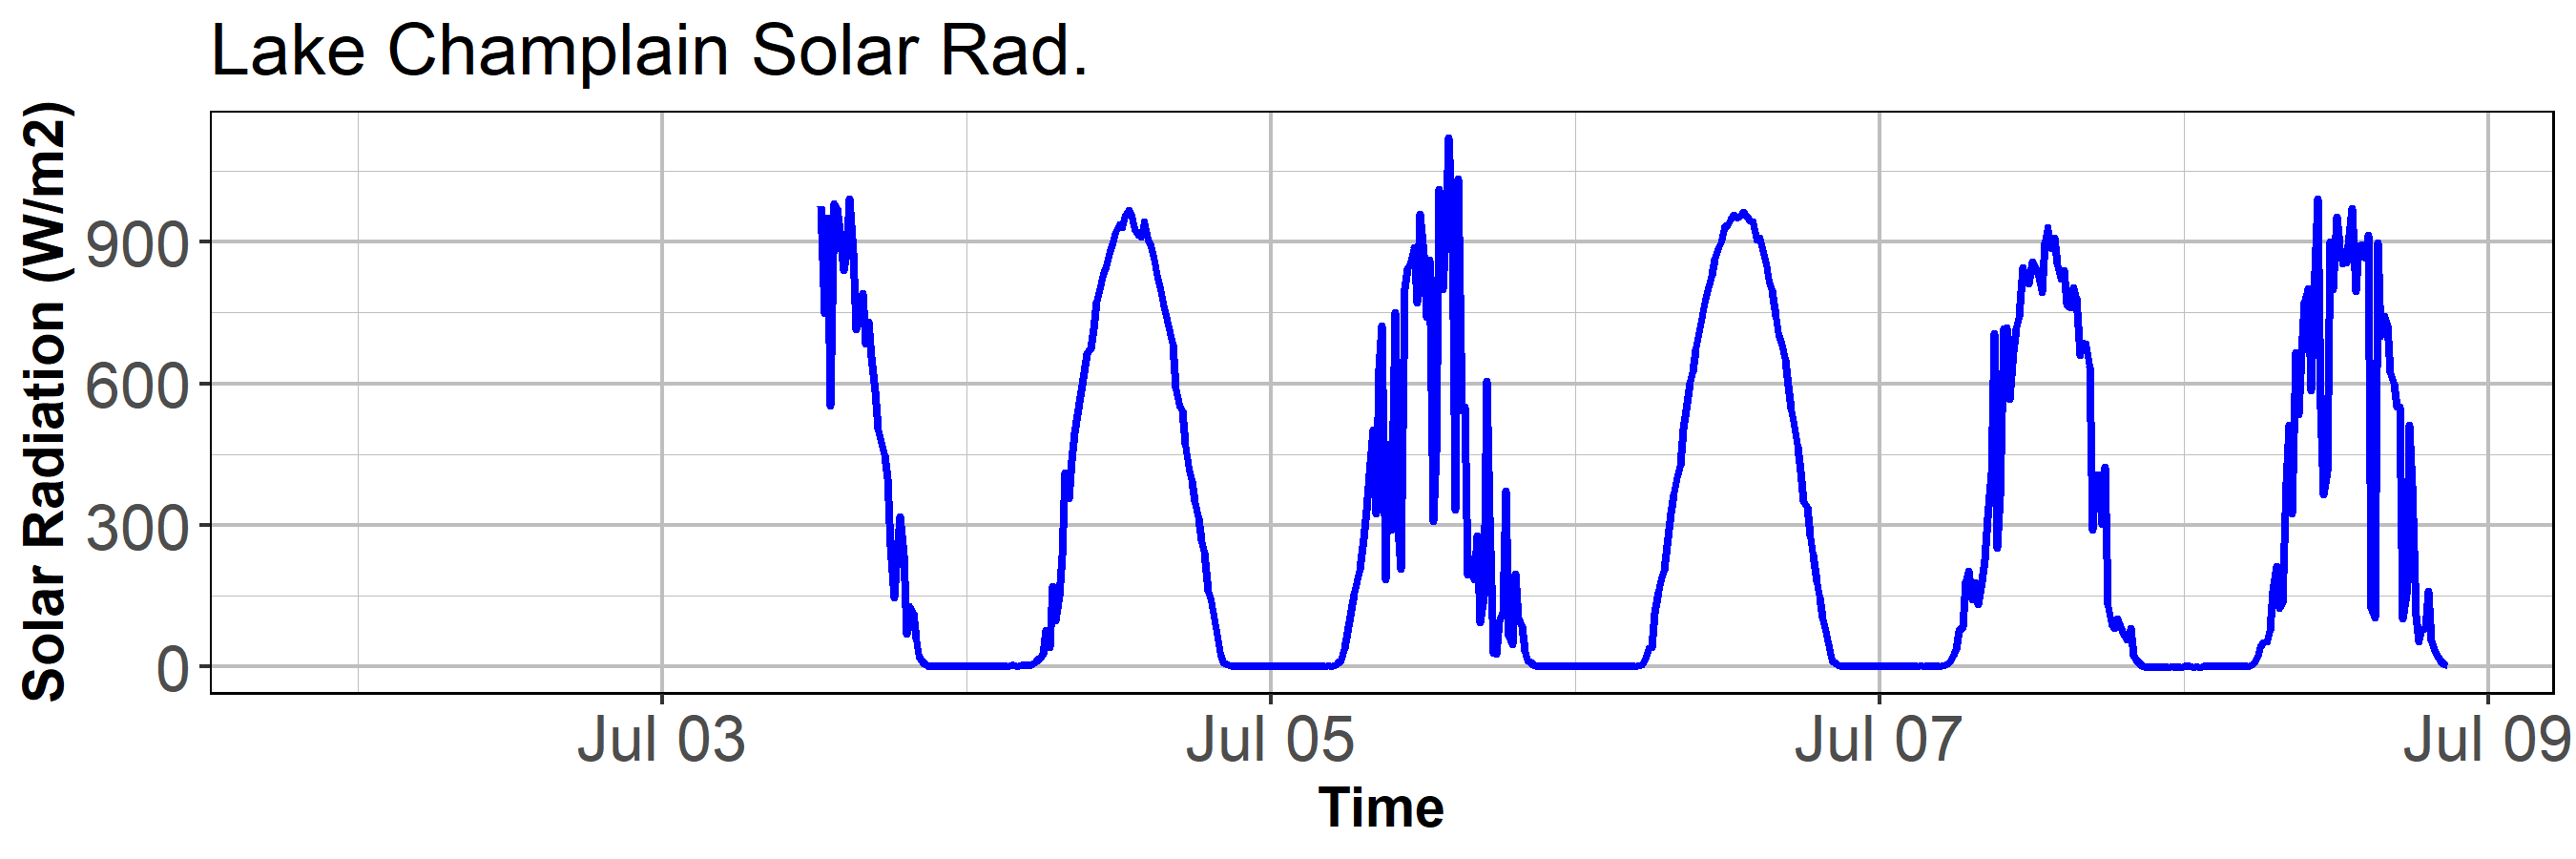 Lake Champlain Solar Rad.
Solar Radiation (W/m2)
900
600
300
0
Jul 03 Jul 05 Jul 07 Jul 09
Time